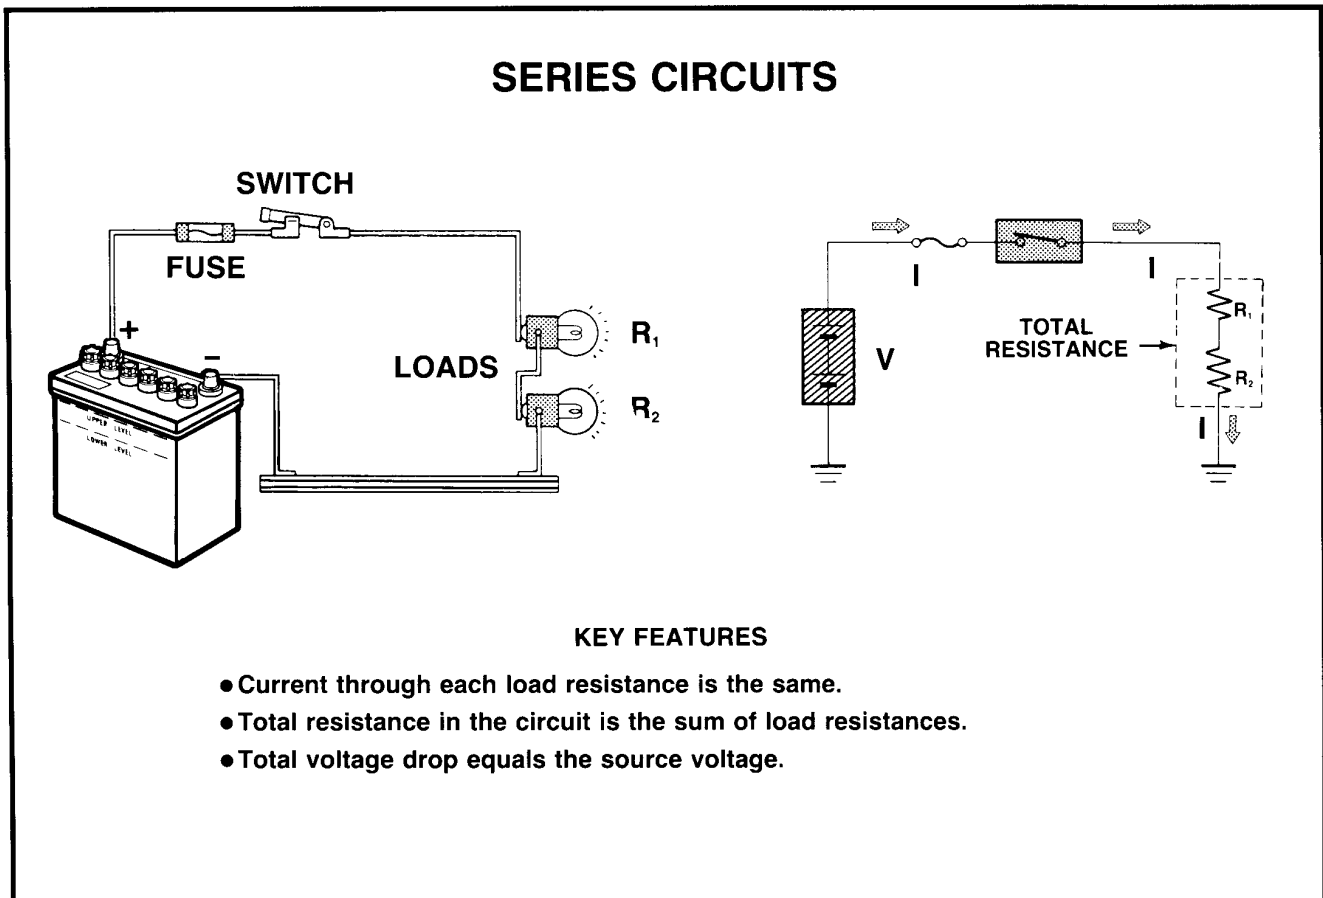 SERIES CIRCUITS
SWITCH
FUSE
+
-
UPPER LEVEL
LOWER LEVEL
LOADS
R₁
R₂
I
I
V
TOTAL
RESISTANCE
R₁
R₂
I
KEY FEATURES
● Current through each load resistance is the same.
● Total resistance in the circuit is the sum of load resistances.
● Total voltage drop equals the source voltage.